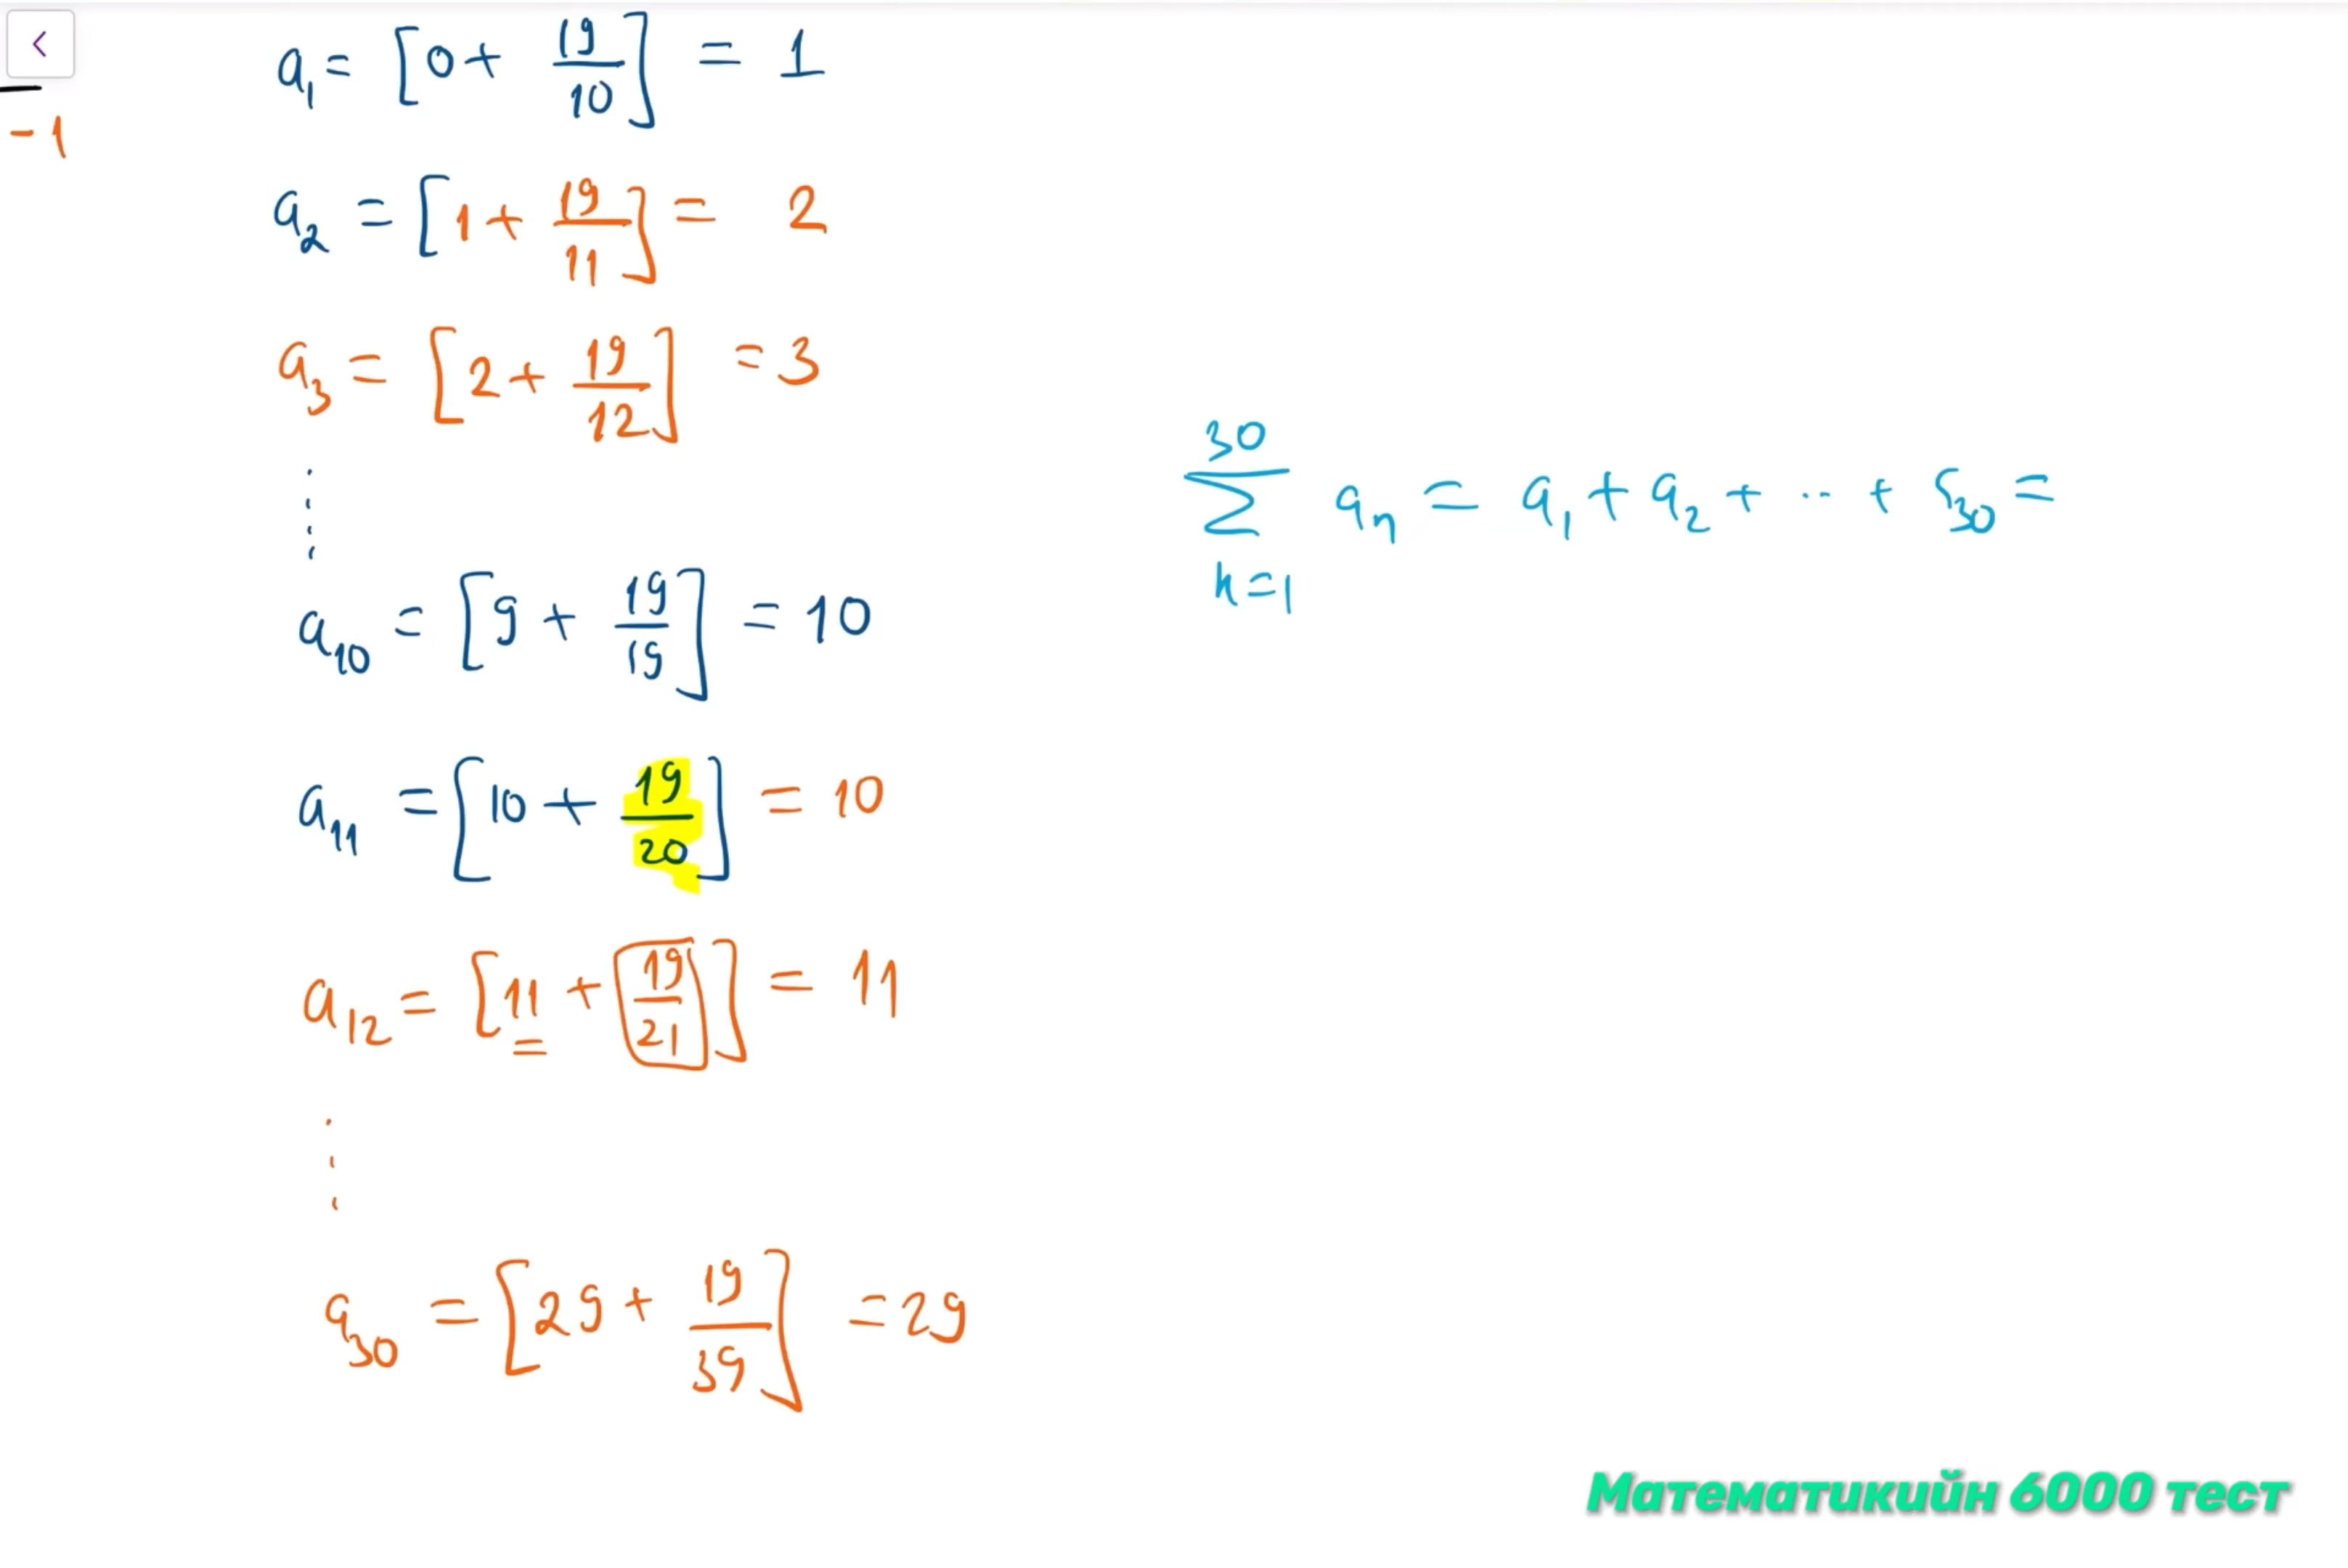 -1
a₁ = [0 + 19/10] = 1
a₂ = [1 + 19/11] = 2
a₃ = [2 + 19/12] = 3
⋮
a₁₀ = [9 + 19/19] = 10
a₁₁ = [10 + 19/20] = 10
a₁₂ = [11 + 19/21] = 11
⋮
a₃₀ = [29 + 19/39] = 29
30
∑ aₙ = a₁ + a₂ + ·· + S₃₀ =
n=1
Математикийн 6000 тест